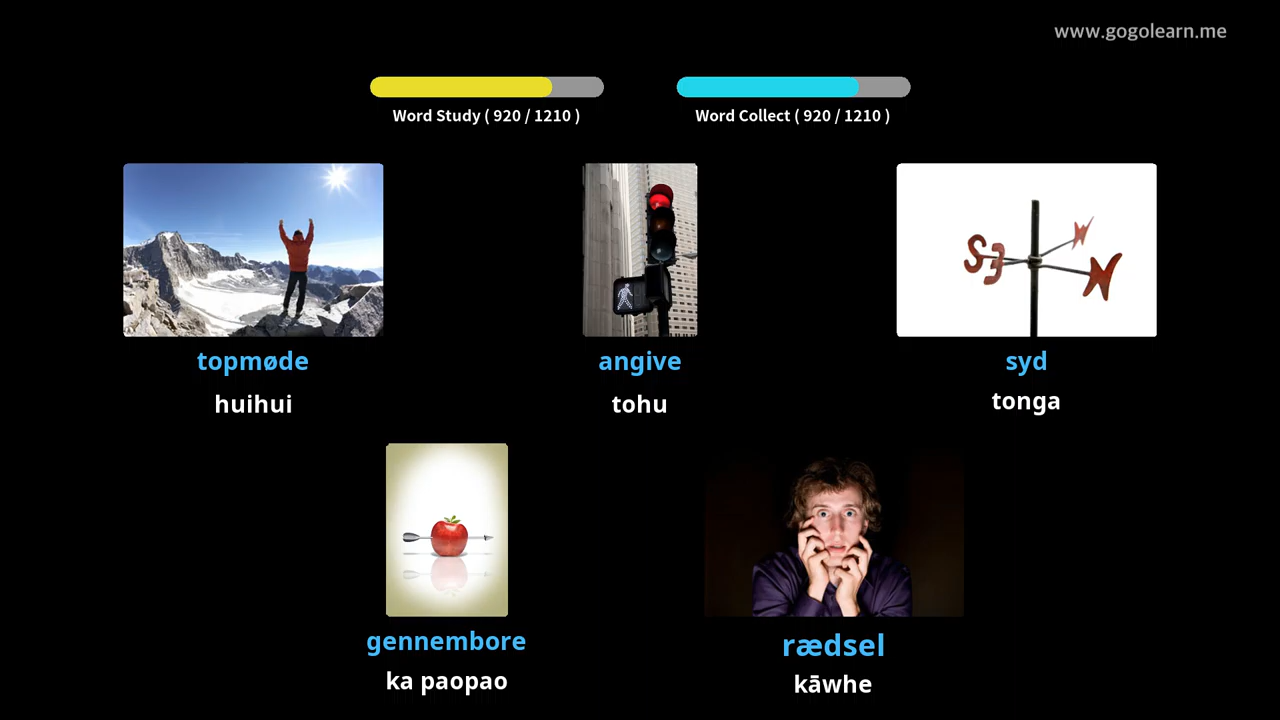 www.gogolearn.me
Word Study ( 920 / 1210 )
Word Collect ( 920 / 1210 )
topmøde
huihui
angive
tohu
syd
tonga
gennembore
ka paopao
rædsel
kāwhe